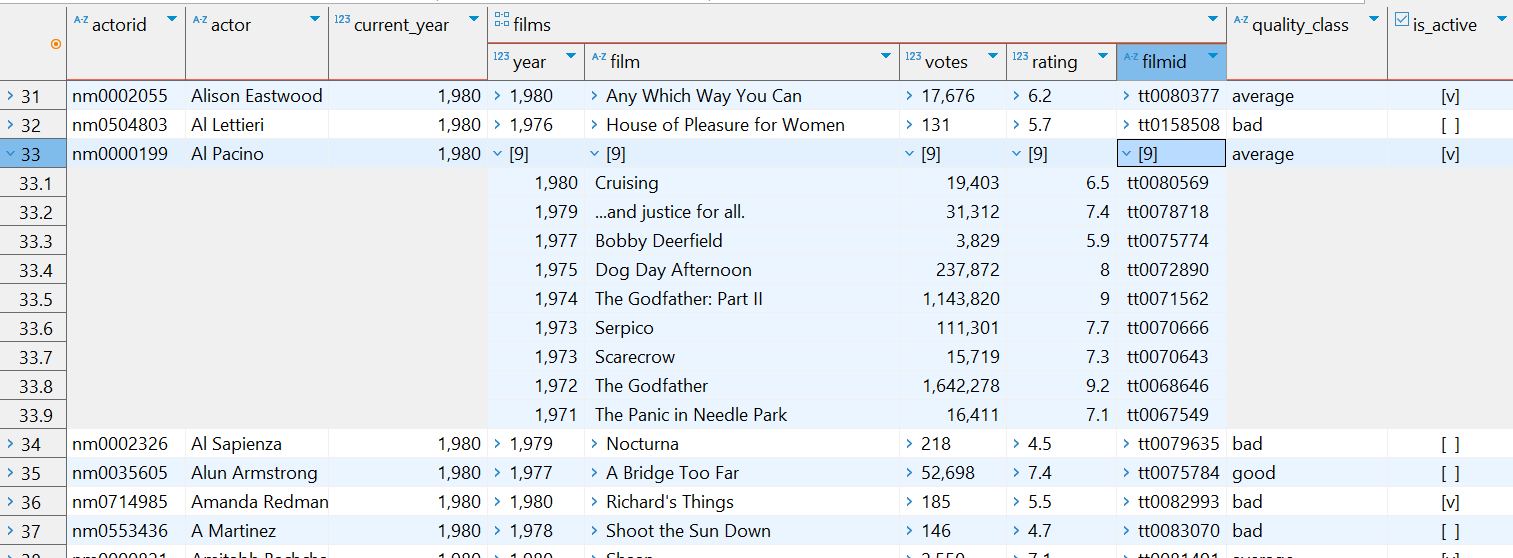 A-Z actorid A-Z actor 123 current_year films A-Z quality_class is_active
123 year A-Z film 123 votes 123 rating A-Z filmid
31 nm0002055 Alison Eastwood 1,980 1,980 Any Which Way You Can 17,676 6.2 tt0080377 average [v]
32 nm0504803 Al Lettieri 1,980 1,976 House of Pleasure for Women 131 5.7 tt0158508 bad [ ]
33 nm0000199 Al Pacino 1,980 [9] [9] [9] [9] [9] average [v]
33.1 1,980 Cruising 19,403 6.5 tt0080569
33.2 1,979 ...and justice for all. 31,312 7.4 tt0078718
33.3 1,977 Bobby Deerfield 3,829 5.9 tt0075774
33.4 1,975 Dog Day Afternoon 237,872 8 tt0072890
33.5 1,974 The Godfather: Part II 1,143,820 9 tt0071562
33.6 1,973 Serpico 111,301 7.7 tt0070666
33.7 1,973 Scarecrow 15,719 7.3 tt0070643
33.8 1,972 The Godfather 1,642,278 9.2 tt0068646
33.9 1,971 The Panic in Needle Park 16,411 7.1 tt0067549
34 nm0002326 Al Sapienza 1,980 1,979 Nocturna 218 4.5 tt0079635 bad [ ]
35 nm0035605 Alun Armstrong 1,980 1,977 A Bridge Too Far 52,698 7.4 tt0075784 good [ ]
36 nm0714985 Amanda Redman 1,980 1,980 Richard's Things 185 5.5 tt0082993 bad [v]
37 nm0553436 A Martinez 1,980 1,978 Shoot the Sun Down 146 4.7 tt0083070 bad [ ]